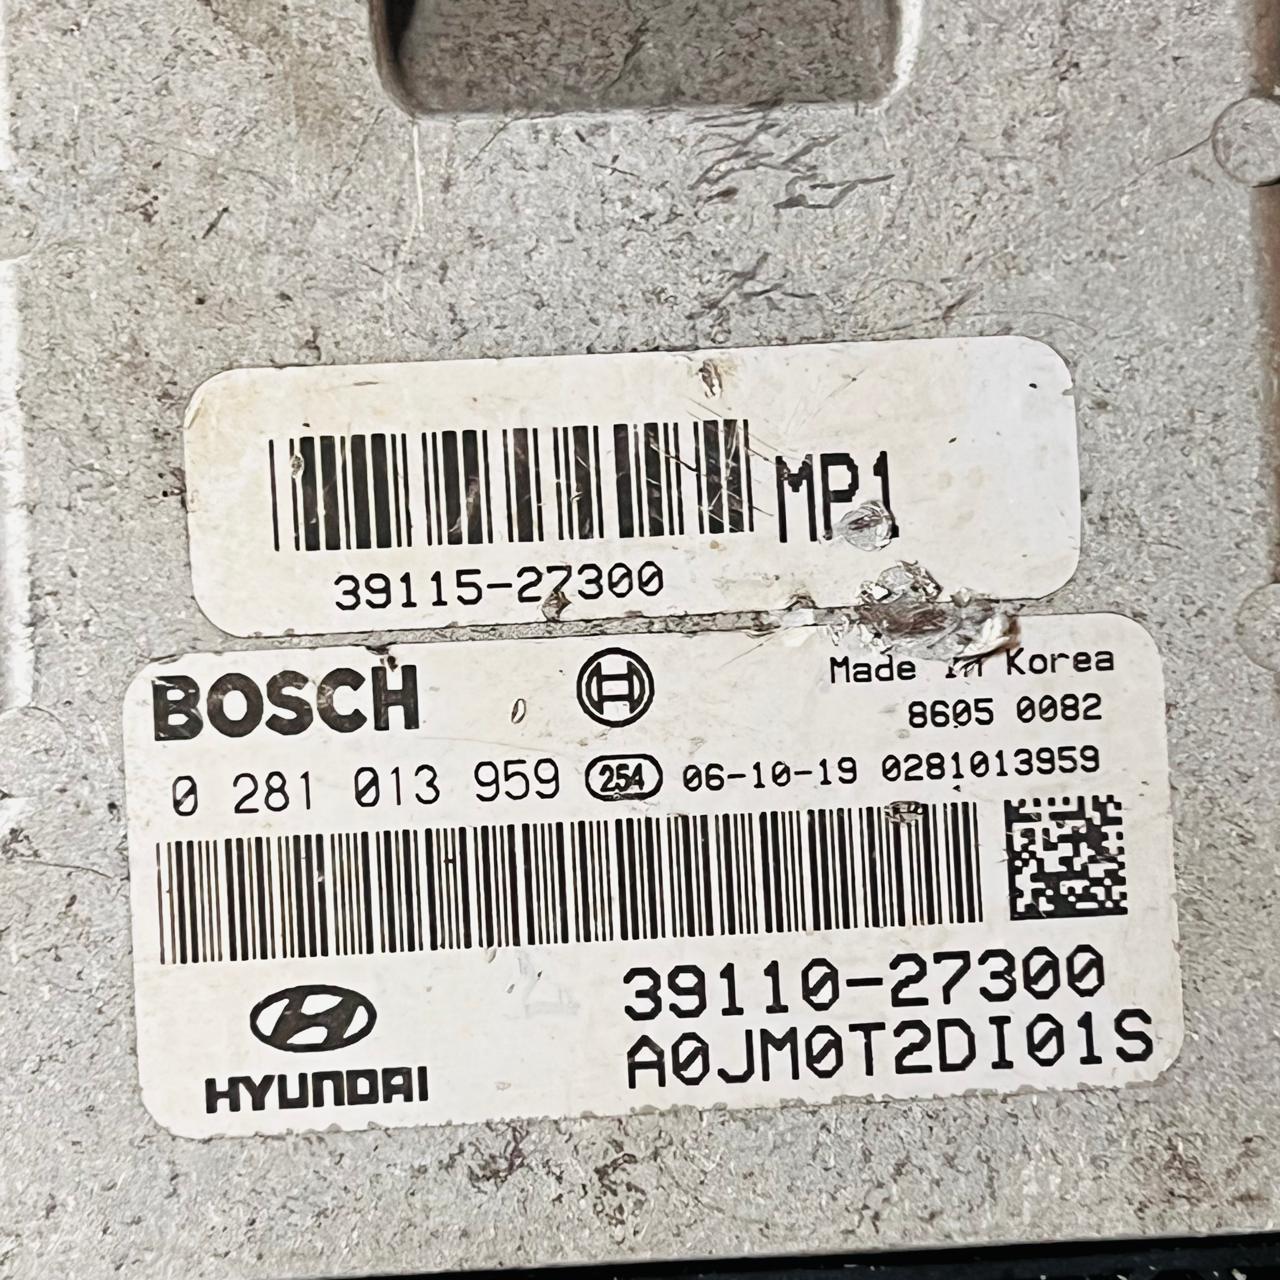 MP1
39115-27300
BOSCH
Made in Korea
8605 0082
0 281 013 959 254 06-10-19 0281013959
39110-27300
HYUNDAI
A0JM0T2DI01S